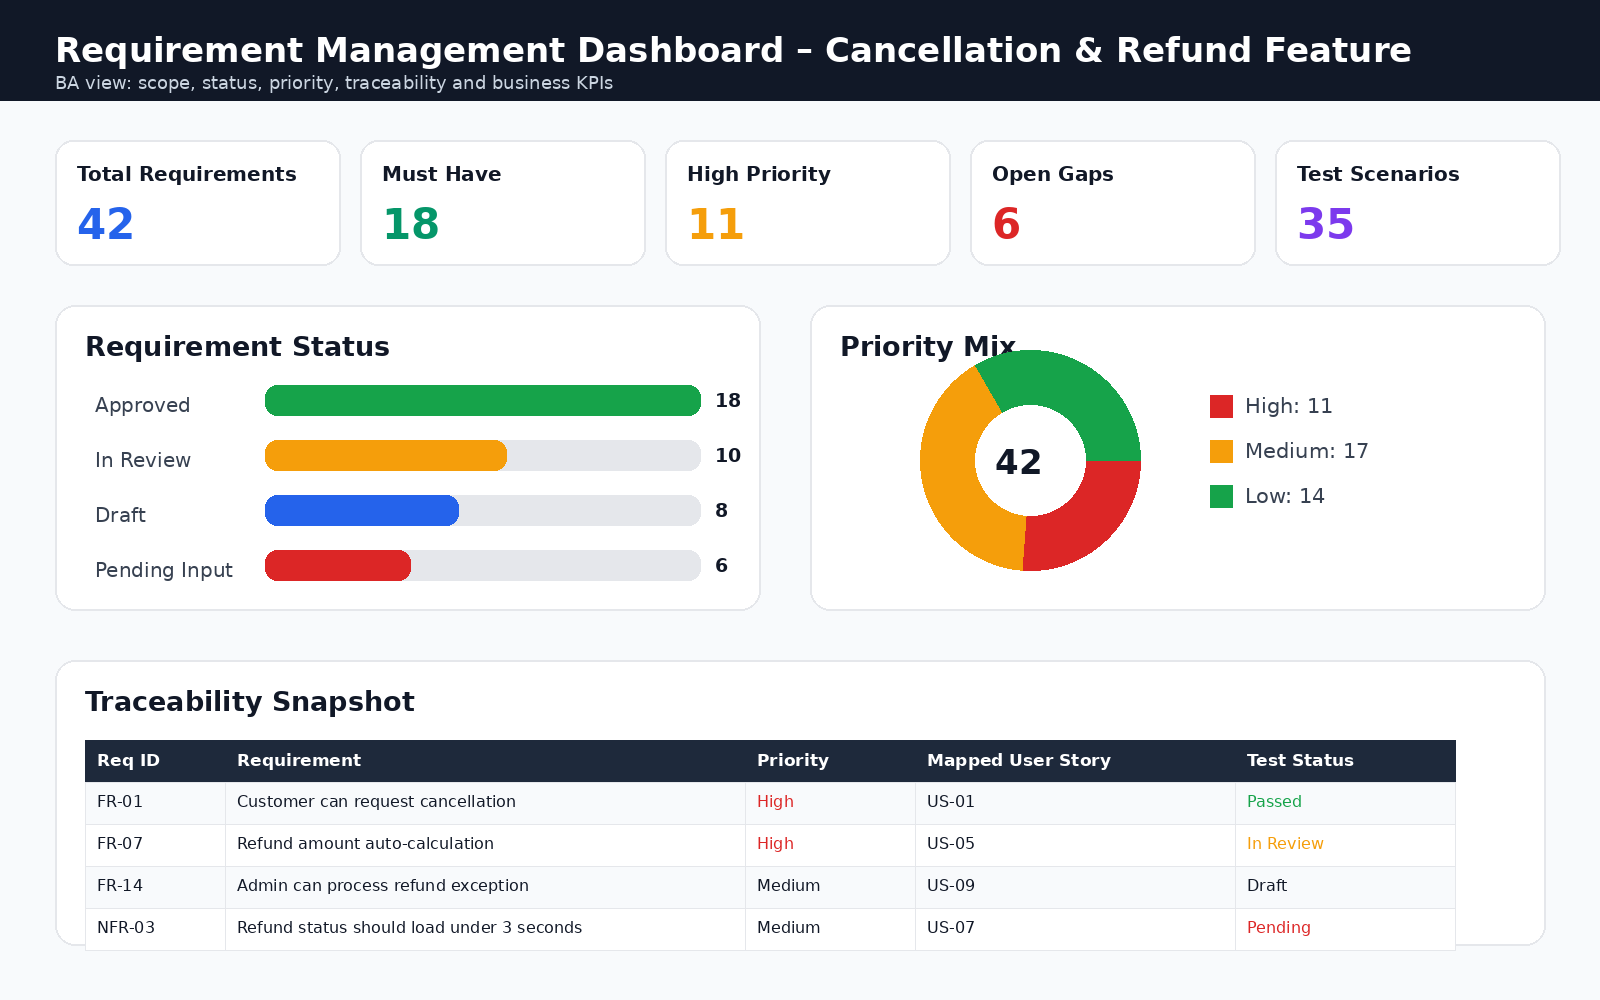 Requirement Management Dashboard – Cancellation & Refund Feature
BA view: scope, status, priority, traceability and business KPIs
Total Requirements
42
Must Have
18
High Priority
11
Open Gaps
6
Test Scenarios
35
Requirement Status
Approved 18
In Review 10
Draft 8
Pending Input 6
Priority Mix
42
High: 11
Medium: 17
Low: 14
Traceability Snapshot
Req ID Requirement Priority Mapped User Story Test Status
FR-01 Customer can request cancellation High US-01 Passed
FR-07 Refund amount auto-calculation High US-05 In Review
FR-14 Admin can process refund exception Medium US-09 Draft
NFR-03 Refund status should load under 3 seconds Medium US-07 Pending